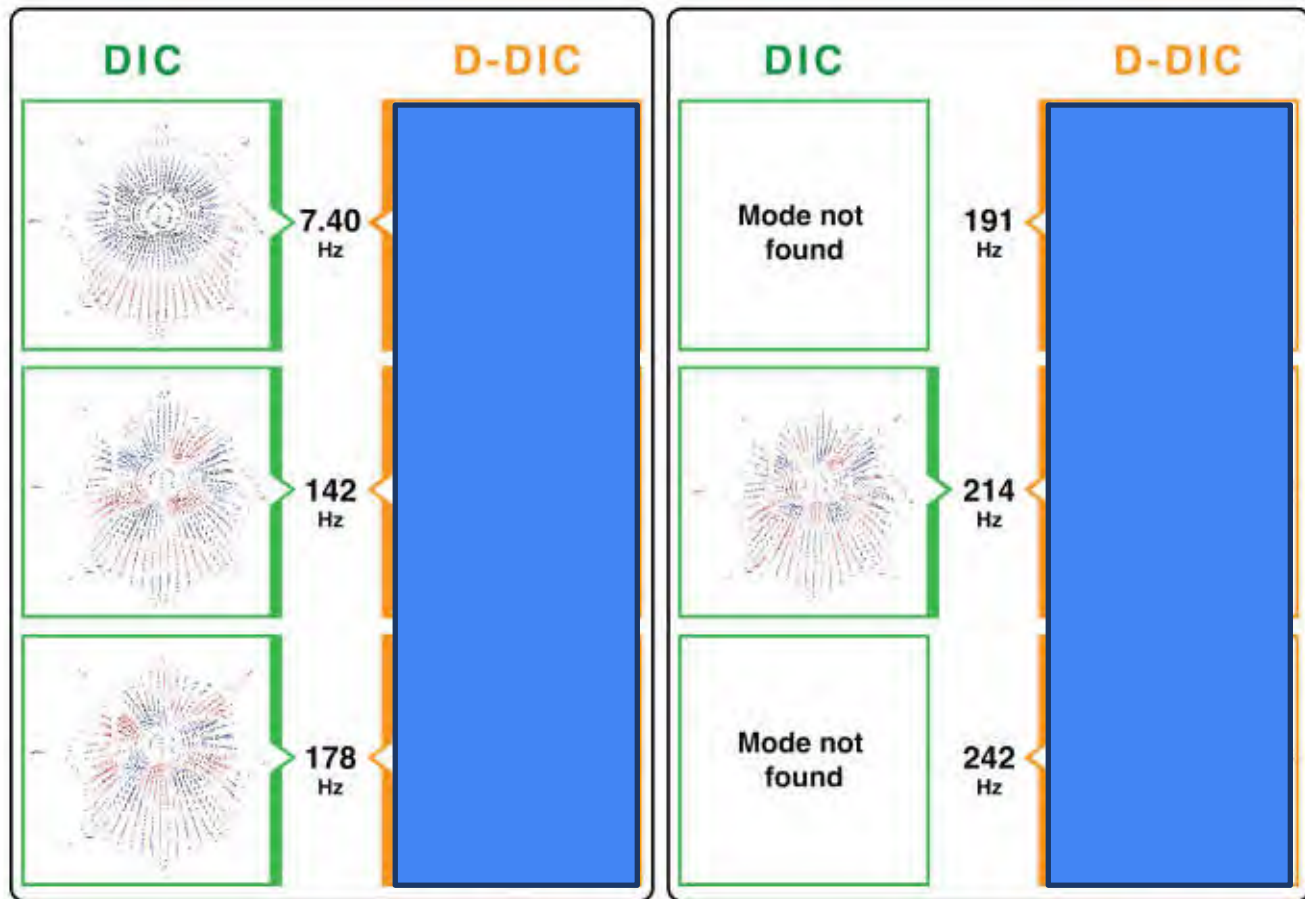 DIC
D-DIC
7.40
Hz
142
Hz
178
Hz
DIC
D-DIC
Mode not
found
191
Hz
214
Hz
Mode not
found
242
Hz